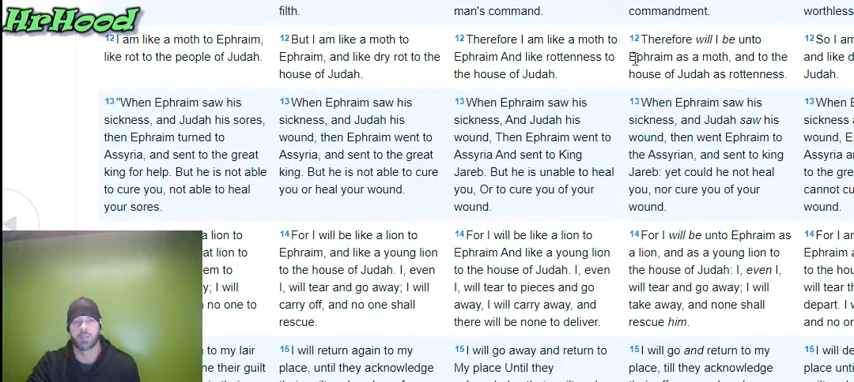 HrHood
filth.
12 I am like a moth to Ephraim,
like rot to the people of Judah.
13 "When Ephraim saw his
sickness, and Judah his sores,
then Ephraim turned to
Assyria, and sent to the great
king for help. But he is not able
to cure you, not able to heal
your sores.
a lion to
at lion to
em to
y; I will
no one to
to my lair
he their guilt
12 But I am like a moth to
Ephraim, and like dry rot to the
house of Judah.
13 When Ephraim saw his
sickness, and Judah his
wound, then Ephraim went to
Assyria, and sent to the great
king. But he is not able to cure
you or heal your wound.
14 For I will be like a lion to
Ephraim, and like a young lion
to the house of Judah. I, even
I, will tear and go away; I will
carry off, and no one shall
rescue.
15 I will return again to my
place, until they acknowledge
man's command.
12 Therefore I am like a moth to
Ephraim And like rottenness to
the house of Judah.
13 When Ephraim saw his
sickness, And Judah his
wound, Then Ephraim went to
Assyria And sent to King
Jareb. But he is unable to heal
you, Or to cure you of your
wound.
14 For I will be like a lion to
Ephraim And like a young lion
to the house of Judah. I, even
I, will tear to pieces and go
away, I will carry away, and
there will be none to deliver.
15 I will go away and return to
My place Until they
commandment.
12 Therefore will I be unto
Ephraim as a moth, and to the
house of Judah as rottenness.
13 When Ephraim saw his
sickness, and Judah saw his
wound, then went Ephraim to
the Assyrian, and sent to king
Jareb: yet could he not heal
you, nor cure you of your
wound.
14 For I will be unto Ephraim as
a lion, and as a young lion to
the house of Judah: I, even I,
will tear and go away; I will
take away, and none shall
rescue him.
15 I will go and return to my
place, till they acknowledge
worthless
12 So I am
and like d
Judah.
13 When E
sickness,
wound, E
Assyria a
to the gre
cannot cu
wound.
14 For I ar
Ephraim a
to the hou
will tear th
depart. I w
and no or
15 I will de
place unti